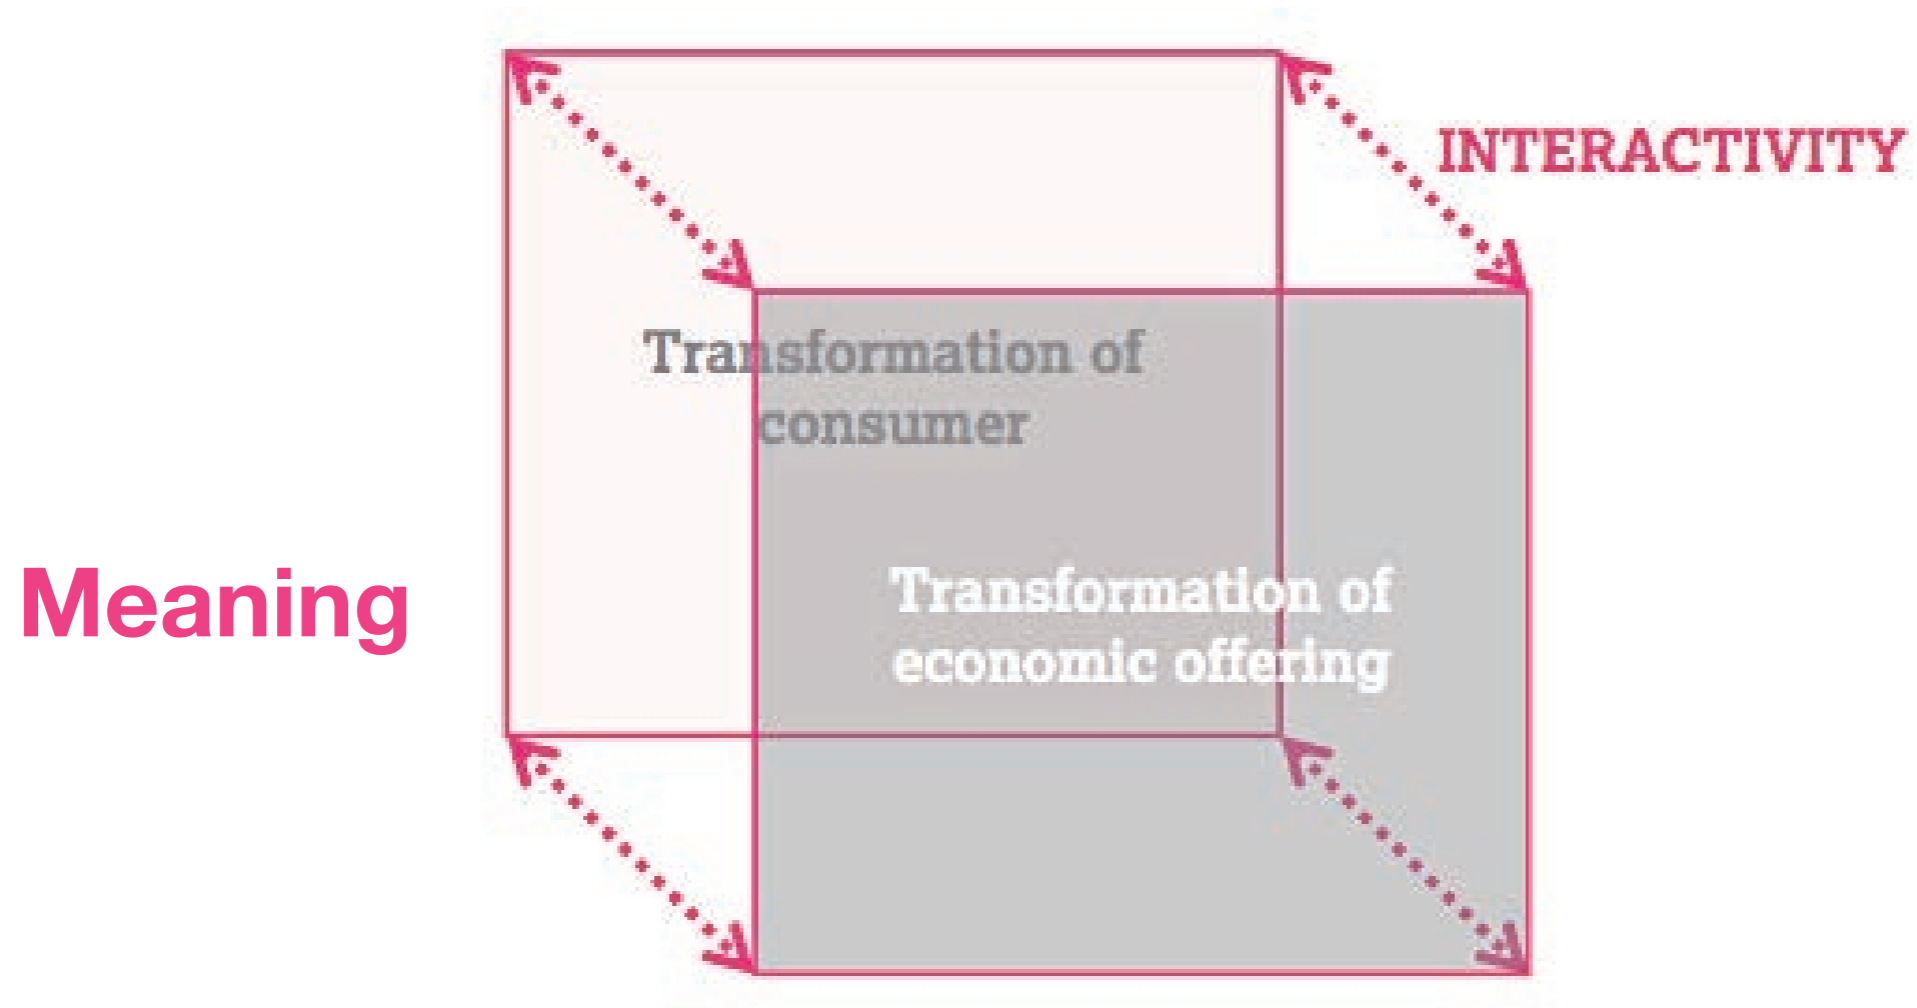 INTERACTIVITY
Transformation of
consumer
Transformation of
economic offering
Meaning